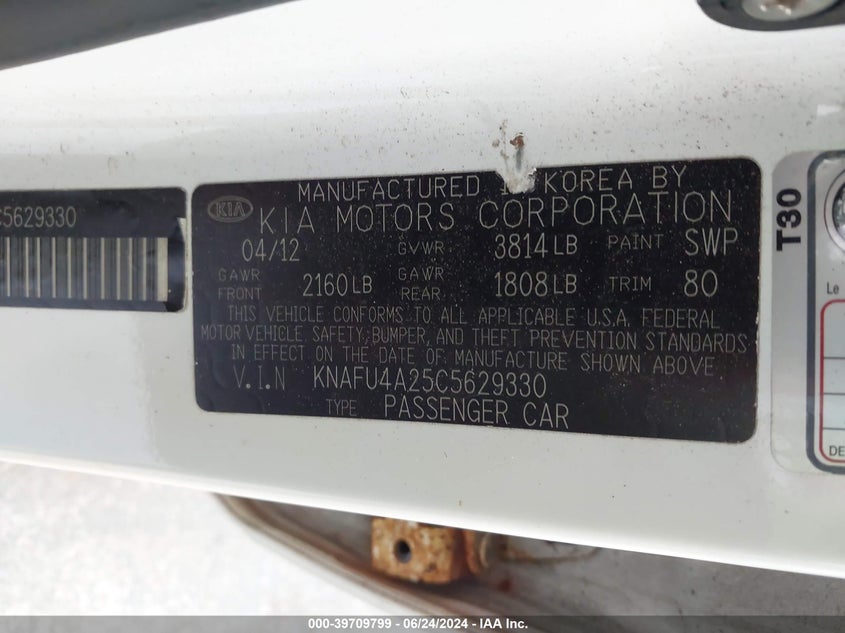 C5629330
MANUFACTURED IN KOREA BY
KIA
KIA MOTORS CORPORATION
04/12 GVWR 3814 LB PAINT SWP
GAWR FRONT 2160 LB GAWR REAR 1808 LB TRIM 80
THIS VEHICLE CONFORMS TO ALL APPLICABLE U.S.A. FEDERAL
MOTOR VEHICLE, SAFETY, BUMPER, AND THEFT PREVENTION STANDARDS
IN EFFECT ON THE DATE OF MANUFACTURE SHOWN ABOVE
V.I.N KNAFU4A25C5629330
TYPE PASSENGER CAR
T30
Le
DE
000-39709799 - 06/24/2024 - IAA Inc.